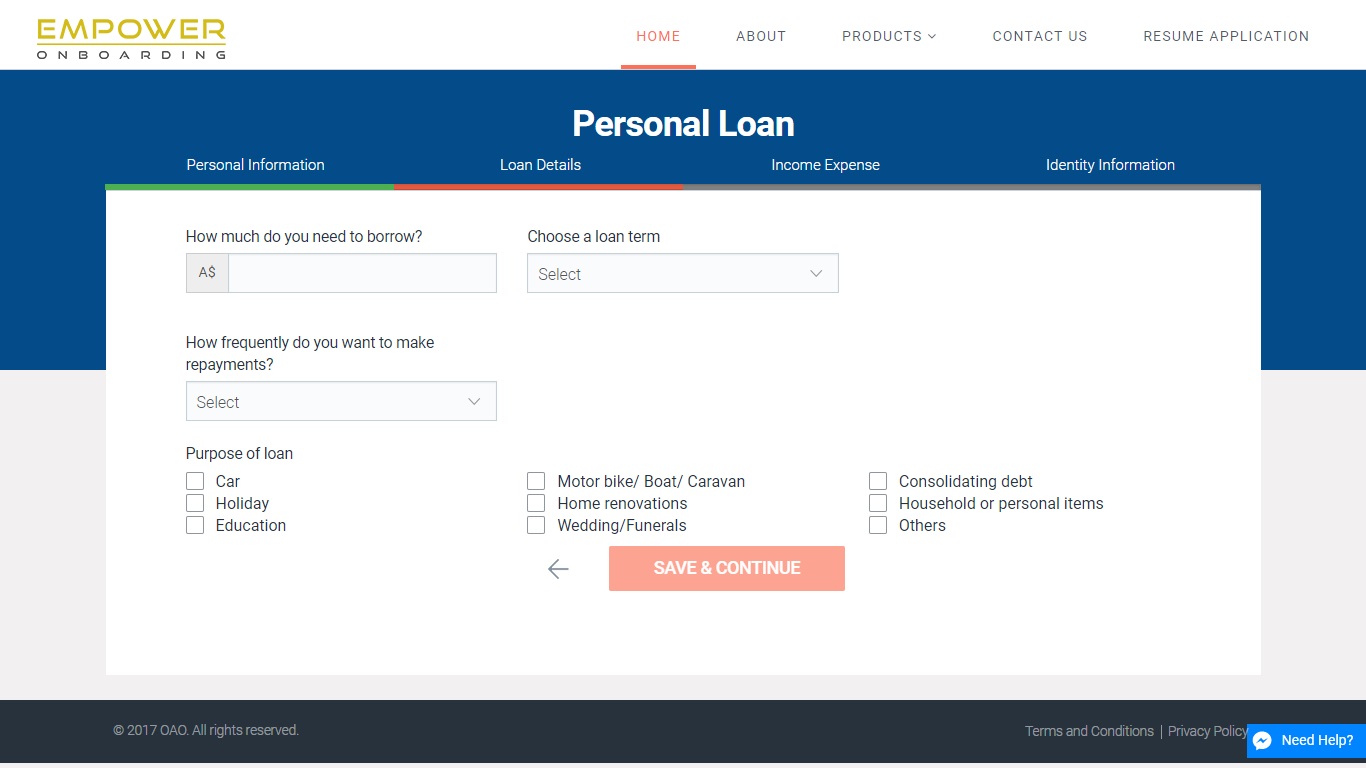 EMPOWER
ONBOARDING
HOME
ABOUT
PRODUCTS
CONTACT US
RESUME APPLICATION
Personal Loan
Personal Information
Loan Details
Income Expense
Identity Information
How much do you need to borrow?
A$
Choose a loan term
Select
How frequently do you want to make
repayments?
Select
Purpose of loan
Car
Motor bike/ Boat/ Caravan
Consolidating debt
Holiday
Home renovations
Household or personal items
Education
Wedding/Funerals
Others
SAVE & CONTINUE
© 2017 OAO. All rights reserved.
Terms and Conditions | Privacy Policy
Need Help?